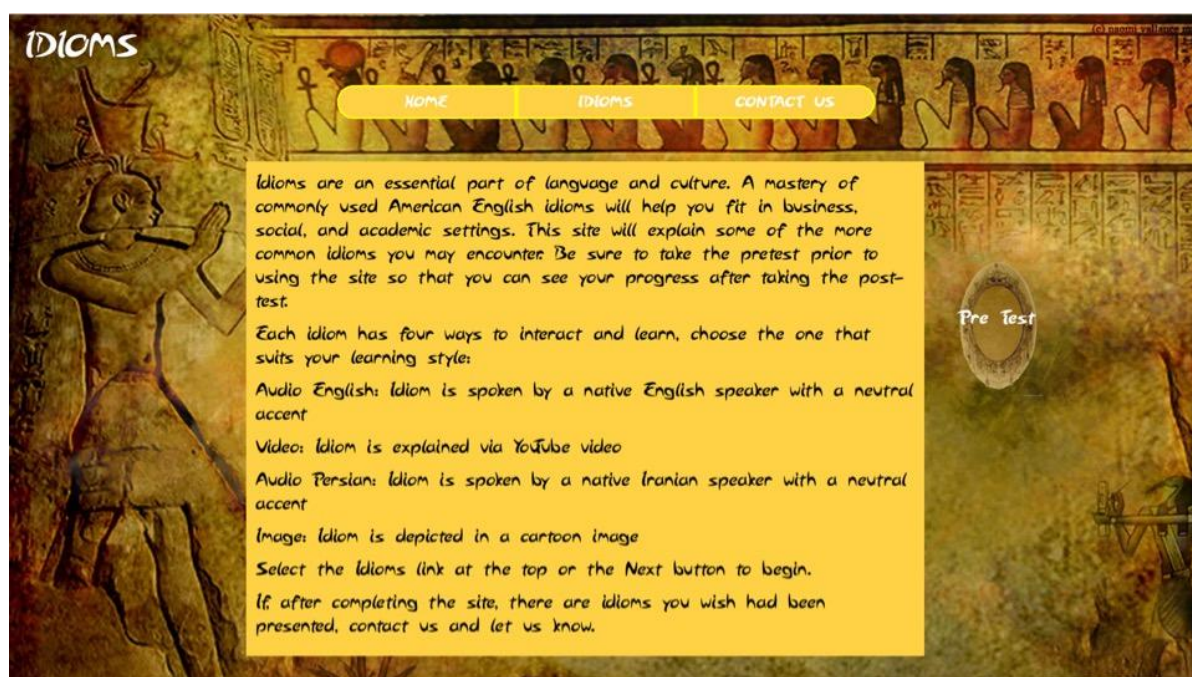 IDIOMS
(c) naomi vallance
HOME IDIOMS CONTACT US
Idioms are an essential part of language and culture. A mastery of
commonly used American English idioms will help you fit in business,
social, and academic settings. This site will explain some of the more
common idioms you may encounter. Be sure to take the pretest prior to
using the site so that you can see your progress after taking the post-
test.
Each idiom has four ways to interact and learn, choose the one that
suits your learning style:
Pre Test
Audio English: Idiom is spoken by a native English speaker with a neutral
accent
Video: Idiom is explained via YouTube video
Audio Persian: Idiom is spoken by a native Iranian speaker with a neutral
accent
Image: Idiom is depicted in a cartoon image
Select the Idioms link at the top or the Next button to begin.
If, after completing the site, there are idioms you wish had been
presented, contact us and let us know.